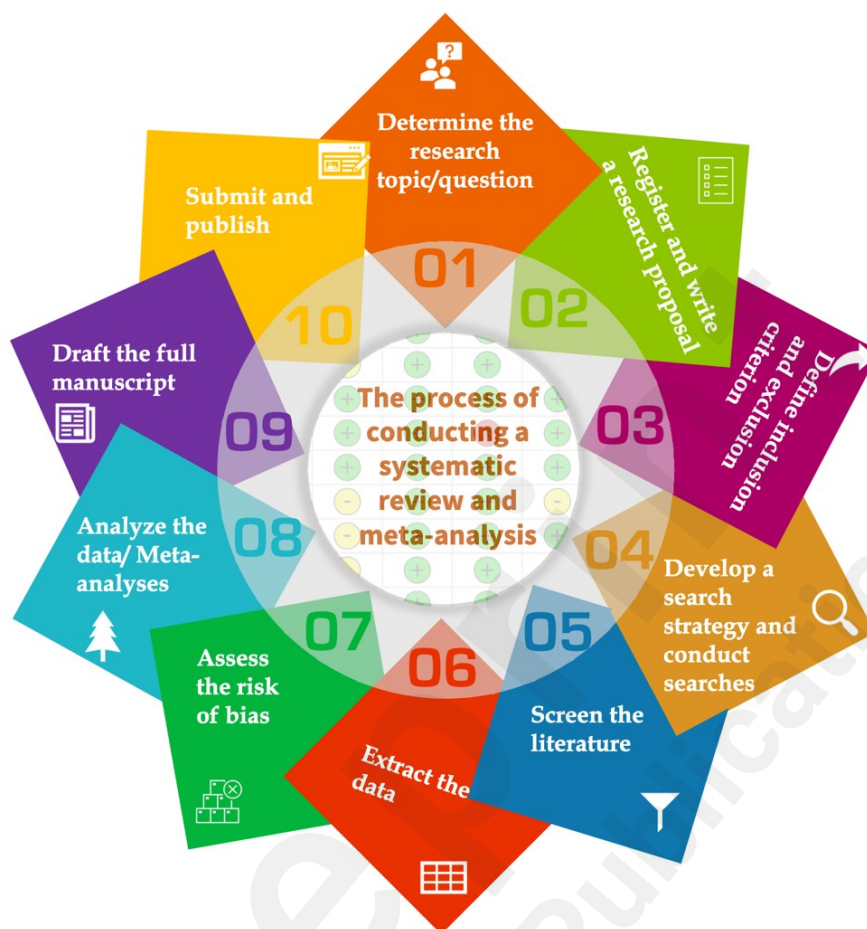 Determine the
research
topic/question
01
Register and write
a research proposal
02
Define inclusion
and exclusion
criterion
03
Develop a
search
strategy and
conduct
searches
04
Screen the
literature
05
Extract the
data
06
Assess
the risk
of bias
07
Analyze the
data/ Meta-
analyses
08
Draft the full
manuscript
09
Submit and
publish
10
The process of
conducting a
systematic
review and
meta-analysis